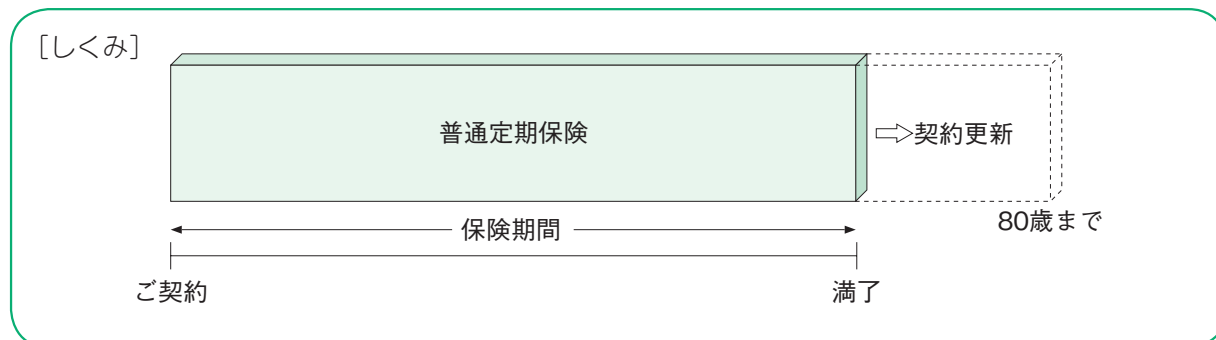 [しくみ]
普通定期保険
⇨契約更新
80歳まで
保険期間
ご契約
満了